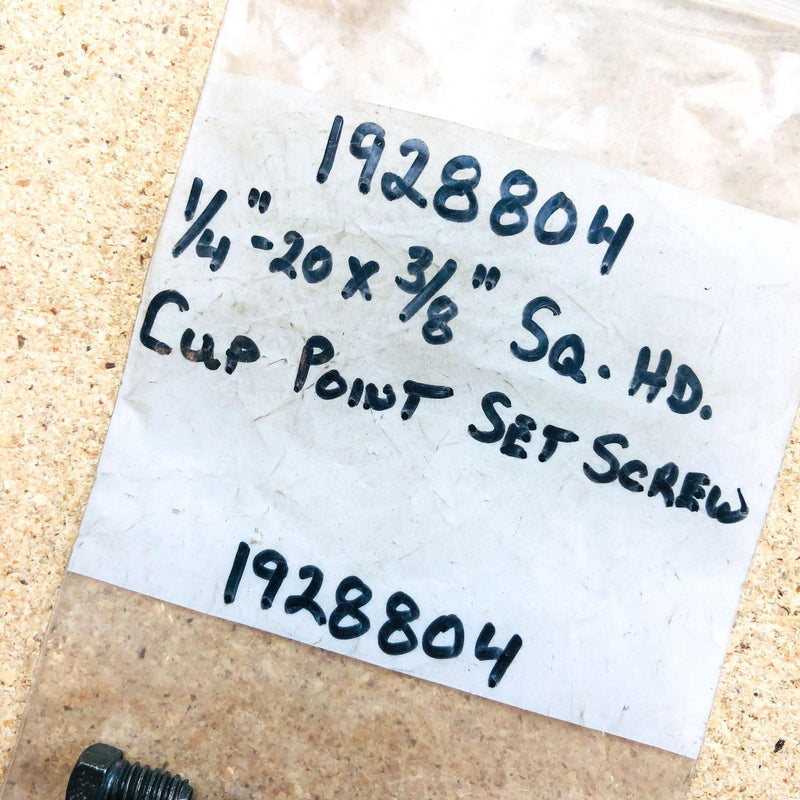 1928804
1/4"-20 x 3/8" SQ. HD.
CUP POINT SET SCREW
1928804